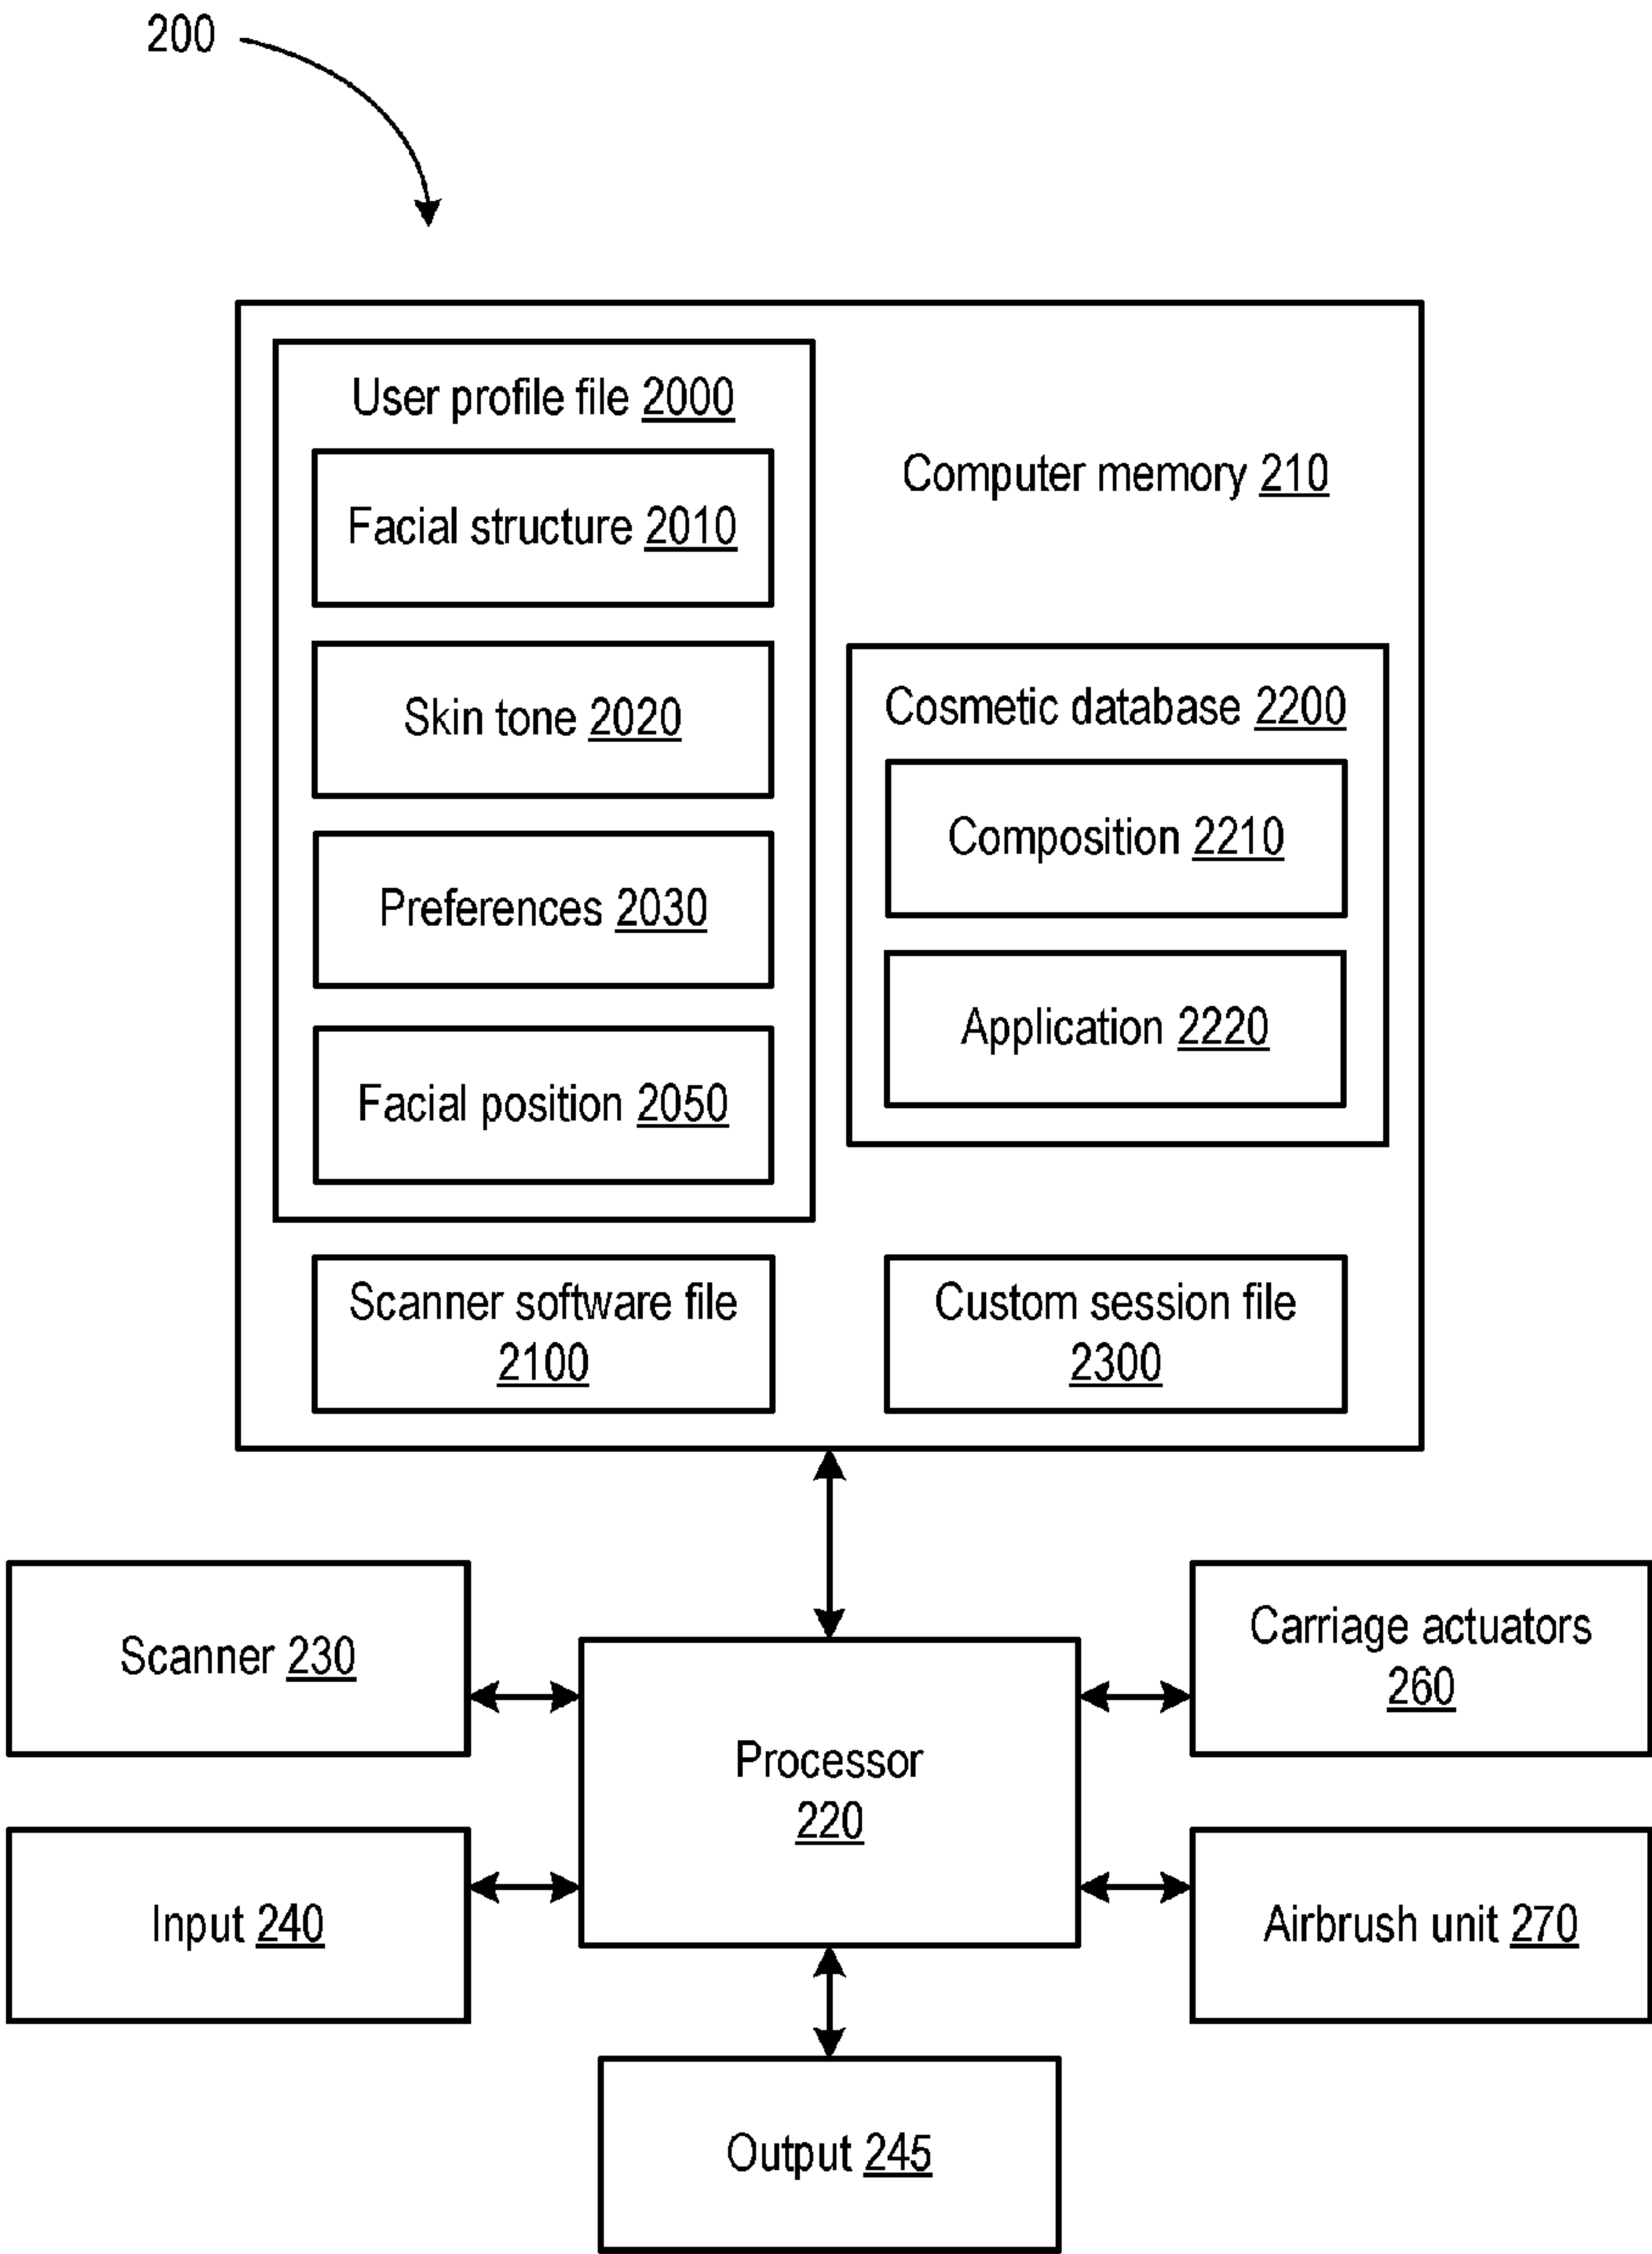 200
User profile file 2000
Facial structure 2010
Skin tone 2020
Preferences 2030
Facial position 2050
Computer memory 210
Cosmetic database 2200
Composition 2210
Application 2220
Scanner software file
2100
Custom session file
2300
Scanner 230
Input 240
Processor
220
Carriage actuators
260
Airbrush unit 270
Output 245